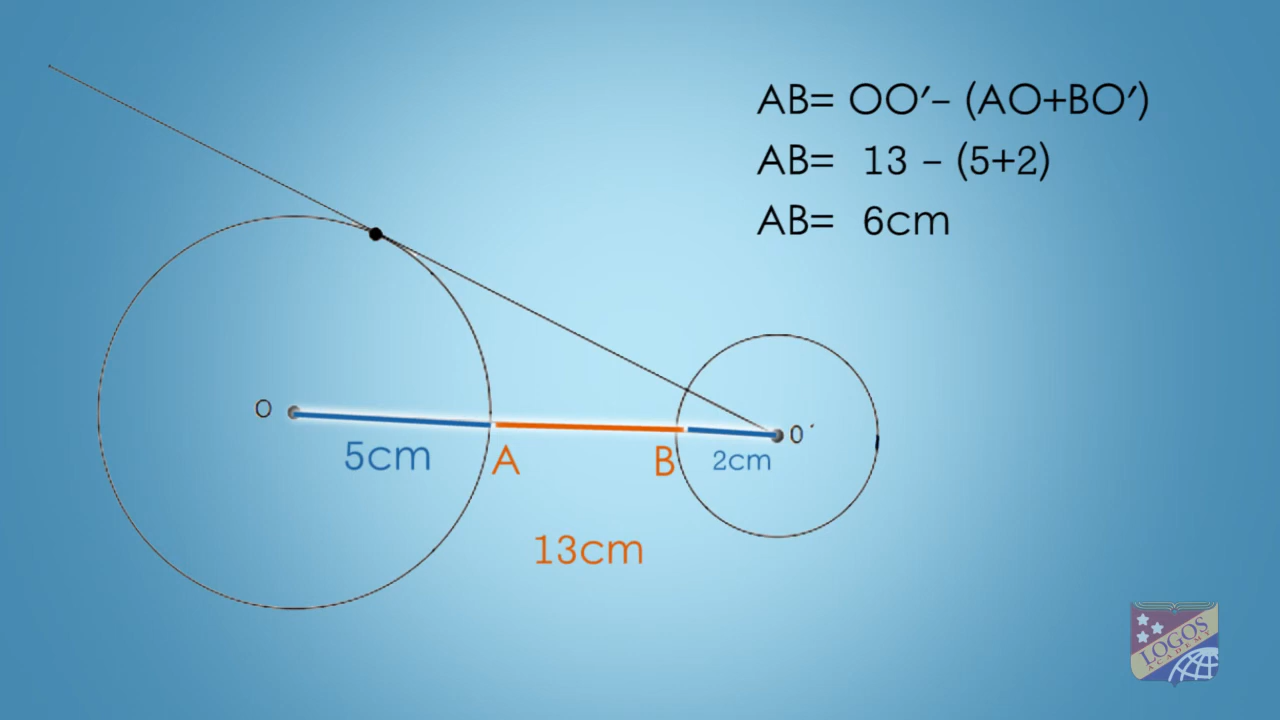 AB= OO′– (AO+BO′)
AB= 13 – (5+2)
AB= 6cm
O
O´
5cm
A
B
2cm
13cm
LOGOS
ACADEMY